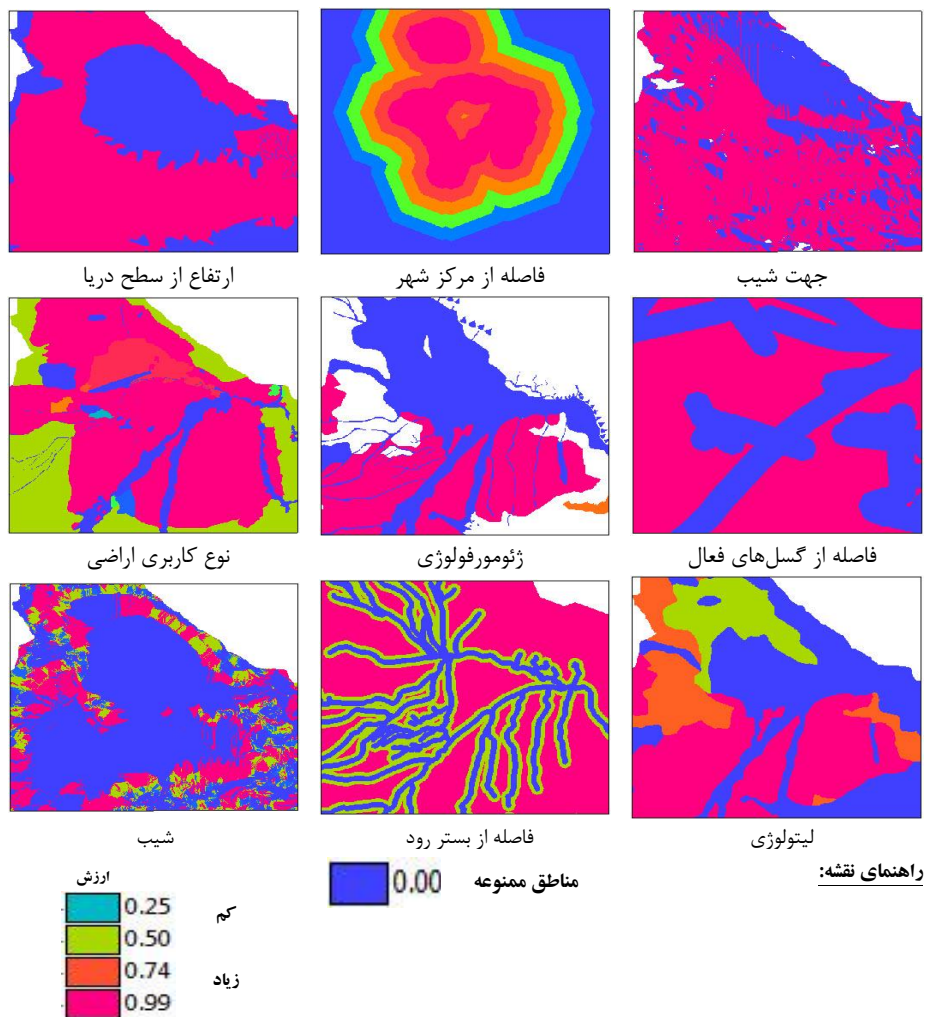 جهت شیب
فاصله از مرکز شهر
ارتفاع از سطح دریا
فاصله از گسل‌های فعال
ژئومورفولوژی
نوع کاربری اراضی
لیتولوژی
فاصله از بستر رود
شیب
راهنمای نقشه:
مناطق ممنوعه
0.00
ارزش
0.25
کم
0.50
0.74
زیاد
0.99